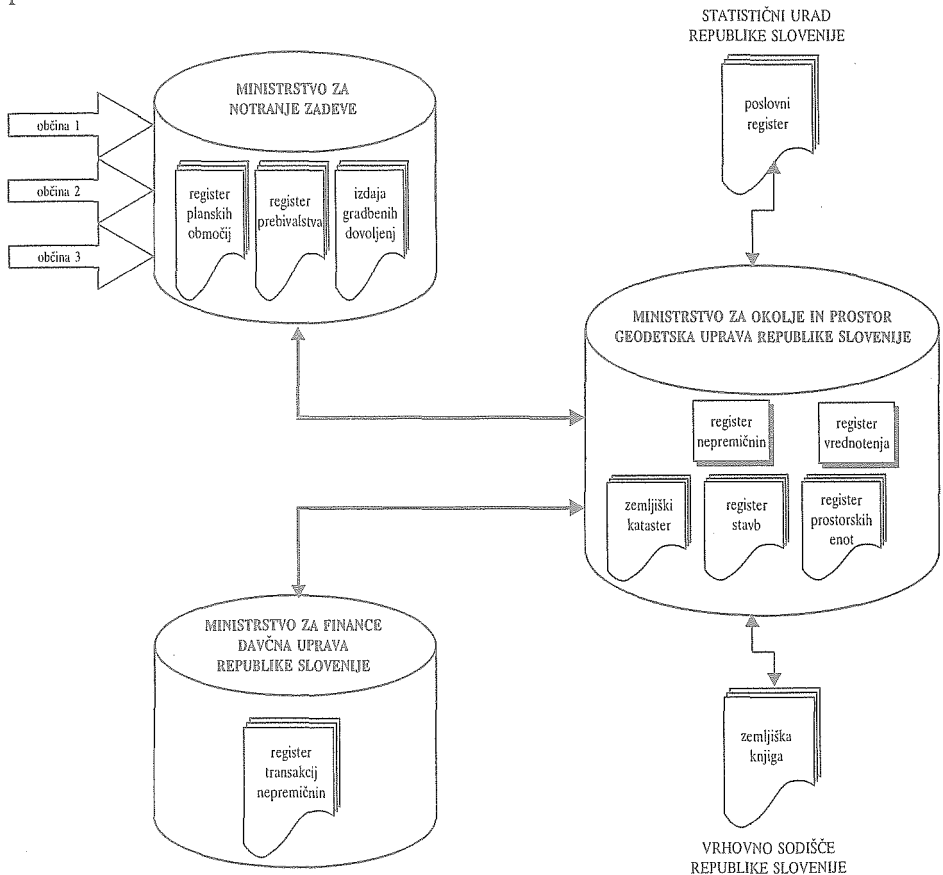 STATISTIČNI URAD
REPUBLIKE SLOVENIJE
poslovni
register
MINISTRSTVO ZA
NOTRANJE ZADEVE
občina 1
občina 2
občina 3
register
planskih
območij
register
prebivalstva
izdaja
gradbenih
dovoljenj
MINISTRSTVO ZA OKOLJE IN PROSTOR
GEODETSKA UPRAVA REPUBLIKE SLOVENIJE
register
nepremičnin
register
vrednotenja
zemljiški
kataster
register
stavb
register
prostorskih
enot
MINISTRSTVO ZA FINANCE
DAVČNA UPRAVA
REPUBLIKE SLOVENIJE
register
transakcij
nepremičnin
zemljiška
knjiga
VRHOVNO SODIŠČE
REPUBLIKE SLOVENIJE